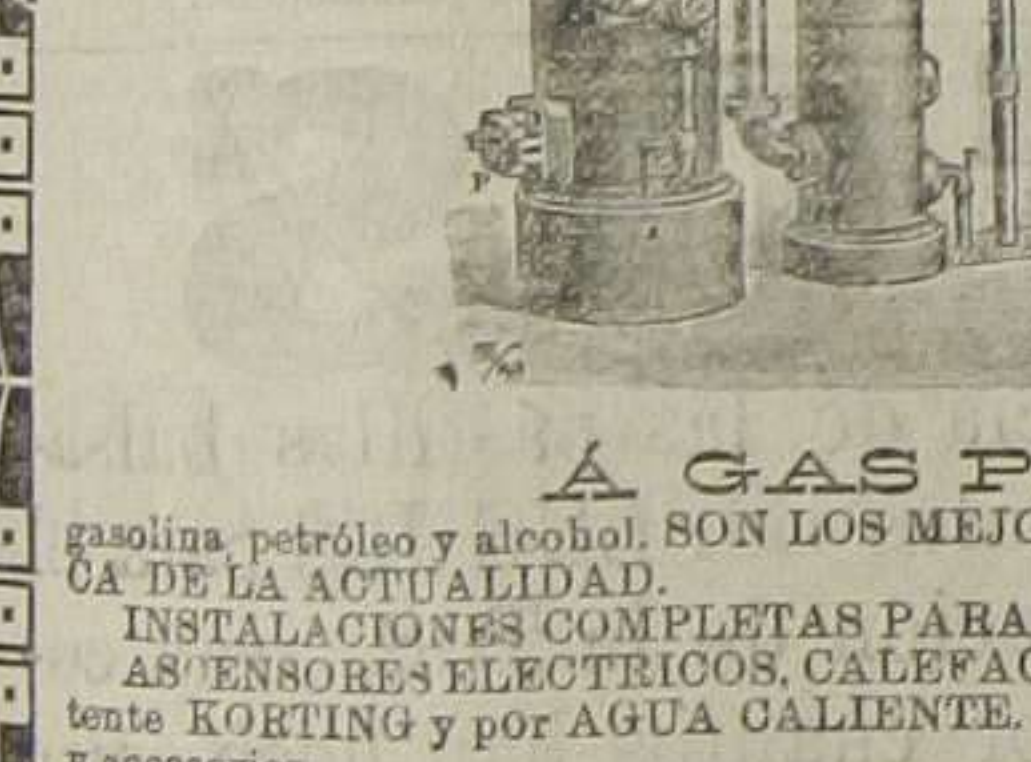 Á GAS P
gasolina, petróleo y alcohol. SON LOS MEJO
CA DE LA ACTUALIDAD.
INSTALACIONES COMPLETAS PARA
ASCENSORES ELECTRICOS, CALEFAC
tente KORTING y por AGUA CALIENTE.